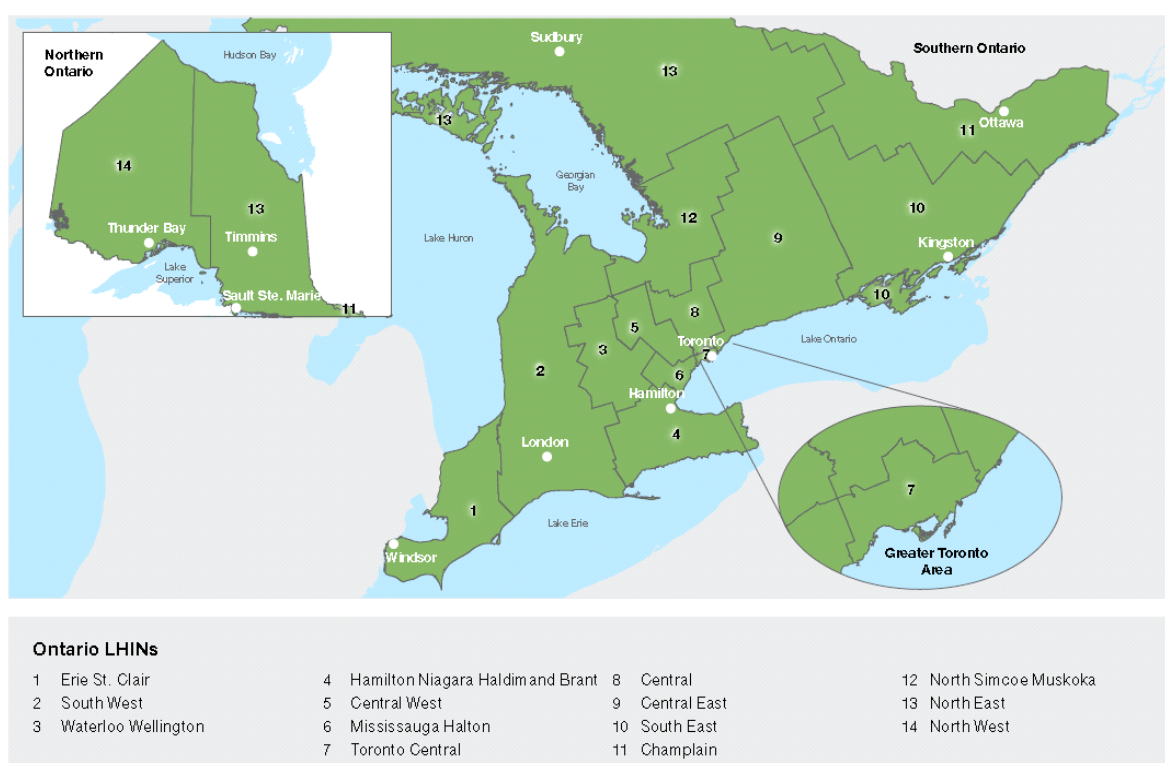 Northern
Ontario
Hudson Bay
14
13
Thunder Bay
Timmins
Lake
Superior
Sault Ste. Marie
11
Sudbury
Southern Ontario
13
13
Ottawa
11
Georgian
Bay
12
10
Lake Huron
9
Kingston
10
8
5
Toronto
7
Lake Ontario
3
6
2
Hamilton
4
London
1
Lake Erie
Windsor
7
Greater Toronto
Area
Ontario LHINs
1 Erie St. Clair
2 South West
3 Waterloo Wellington
4 Hamilton Niagara Haldimand Brant
5 Central West
6 Mississauga Halton
7 Toronto Central
8 Central
9 Central East
10 South East
11 Champlain
12 North Simcoe Muskoka
13 North East
14 North West